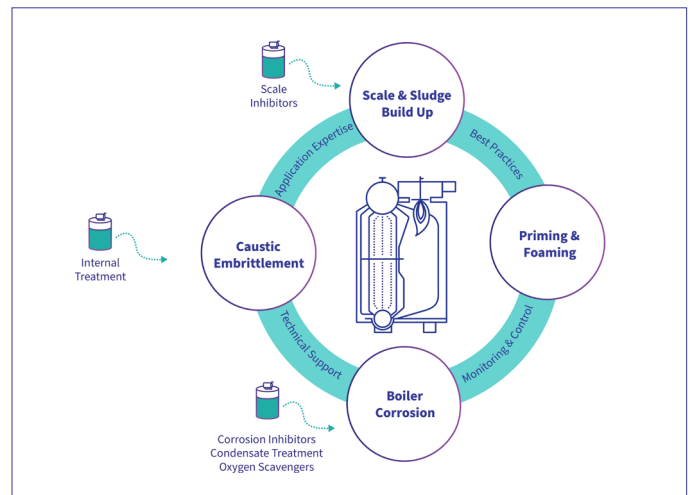 Scale
Inhibitors
Scale & Sludge
Build Up
Application Expertise
Best Practices
Internal
Treatment
Caustic
Embrittlement
Priming &
Foaming
Technical Support
Monitoring & Control
Boiler
Corrosion
Corrosion Inhibitors
Condensate Treatment
Oxygen Scavengers